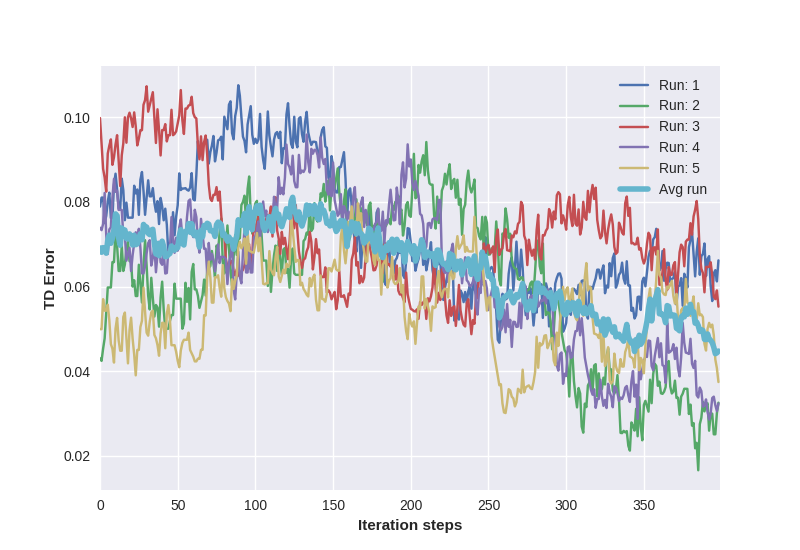 Run: 1
Run: 2
Run: 3
Run: 4
Run: 5
Avg run
0.10
0.08
0.06
0.04
0.02
TD Error
0 50 100 150 200 250 300 350
Iteration steps